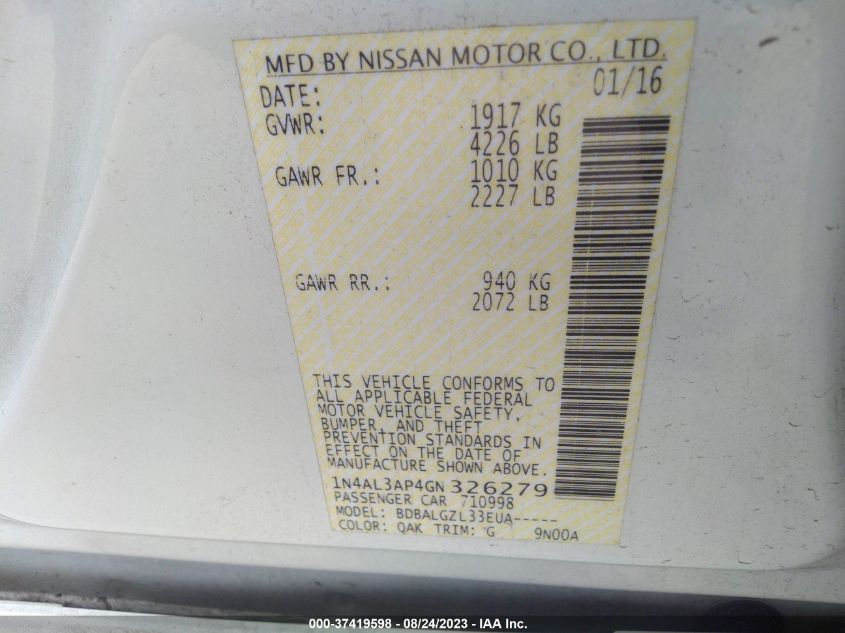 MFD BY NISSAN MOTOR CO., LTD.
DATE: 01/16
GVWR: 1917 KG
4226 LB
GAWR FR.: 1010 KG
2227 LB
GAWR RR.: 940 KG
2072 LB
THIS VEHICLE CONFORMS TO
ALL APPLICABLE FEDERAL
MOTOR VEHICLE SAFETY,
BUMPER, AND THEFT
PREVENTION STANDARDS IN
EFFECT ON THE DATE OF
MANUFACTURE SHOWN ABOVE.
1N4AL3AP4GN 326279
PASSENGER CAR 710998
MODEL: BDBALGZL33EUA-----
COLOR: QAK TRIM: G 9N00A
000-37419598 - 08/24/2023 - IAA Inc.